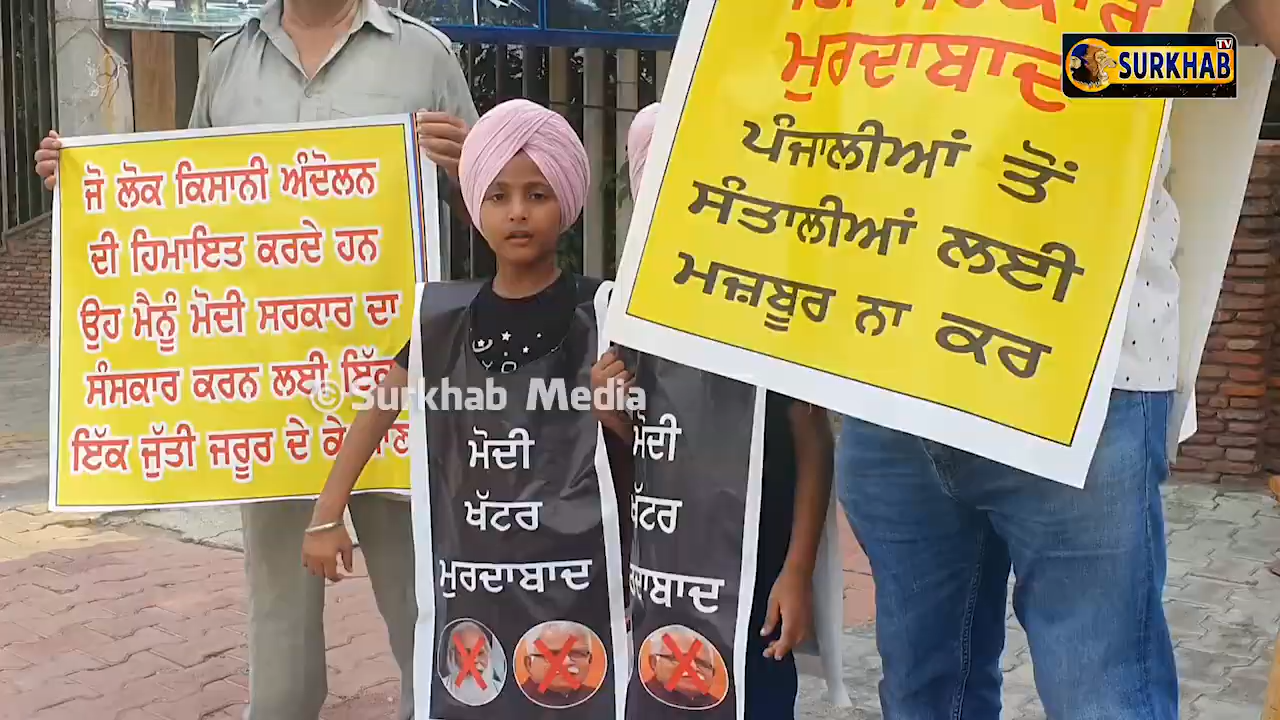 ਜੋ ਲੋਕ ਕਿਸਾਨੀ ਅੰਦੋਲਨ
ਦੀ ਹਿਮਾਇਤ ਕਰਦੇ ਹਨ
ਉਹ ਮੈਨੂੰ ਮੋਦੀ ਸਰਕਾਰ ਦਾ
ਸੰਸਕਾਰ ਕਰਨ ਲਈ ਇੱਕ
ਇੱਕ ਜੁੱਤੀ ਜਰੂਰ ਦੇ ਕੇ
ਮੋਦੀ
ਖੱਟਰ
ਮੁਰਦਾਬਾਦ
ਮੋਦੀ
ਖੱਟਰ
ਮੁਰਦਾਬਾਦ
ਪੰਜਾਲੀਆਂ ਤੋਂ
ਸੰਤਾਲੀਆਂ ਲਈ
ਮਜ਼ਬੂਰ ਨਾ ਕਰ
SURKHAB TV
©Surkhab Media